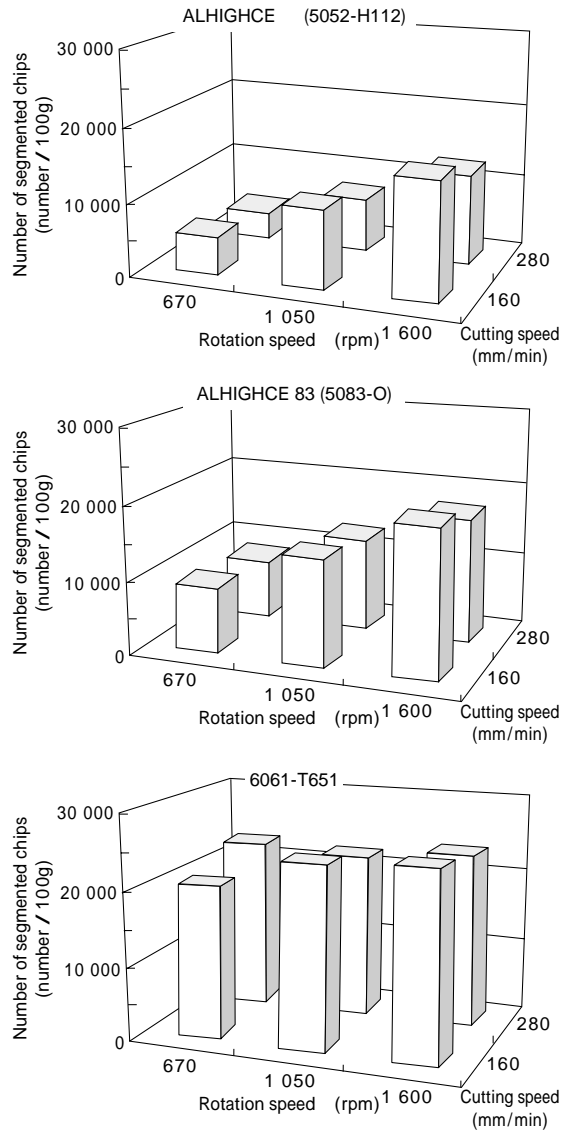 ALHIGHCE (5052-H112)
30 000
20 000
10 000
0
Number of segmented chips
(number / 100g)
670
1 050
1 600
Rotation speed (rpm)
280
160
Cutting speed
(mm/min)
ALHIGHCE 83 (5083-O)
30 000
20 000
10 000
0
Number of segmented chips
(number / 100g)
670
1 050
1 600
Rotation speed (rpm)
280
160
Cutting speed
(mm/min)
6061-T651
30 000
20 000
10 000
0
Number of segmented chips
(number / 100g)
670
1 050
1 600
Rotation speed (rpm)
280
160
Cutting speed
(mm/min)